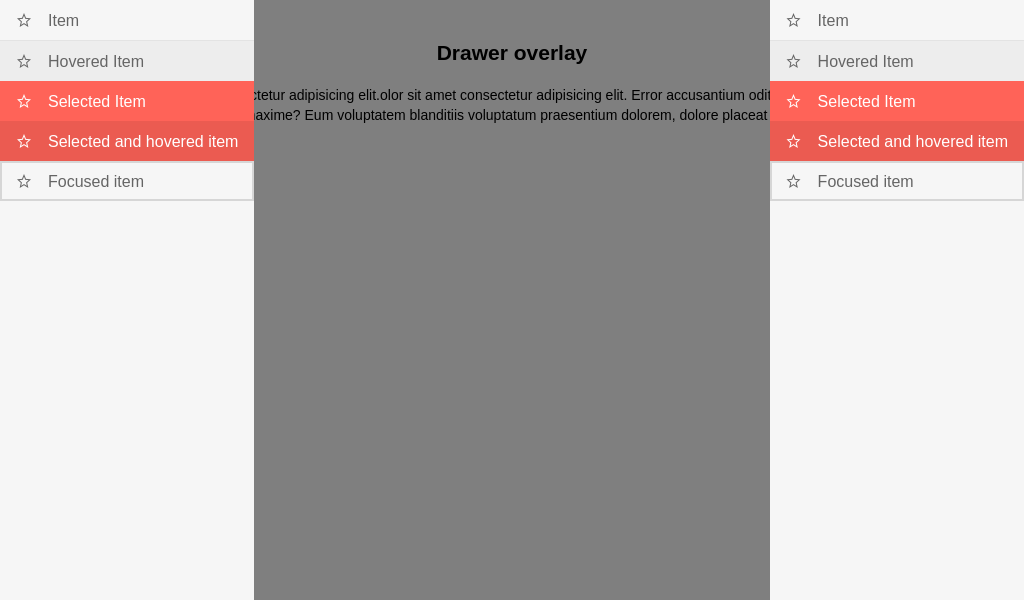 Item
Hovered Item
Selected Item
Selected and hovered item
Focused item
Drawer overlay
adipisicing elit.olor sit amet consectetur adipisicing elit. Error accusantium odit
Eum voluptatem blanditiis voluptatum praesentium dolorem, dolore placeat
Item
Hovered Item
Selected Item
Selected and hovered item
Focused item